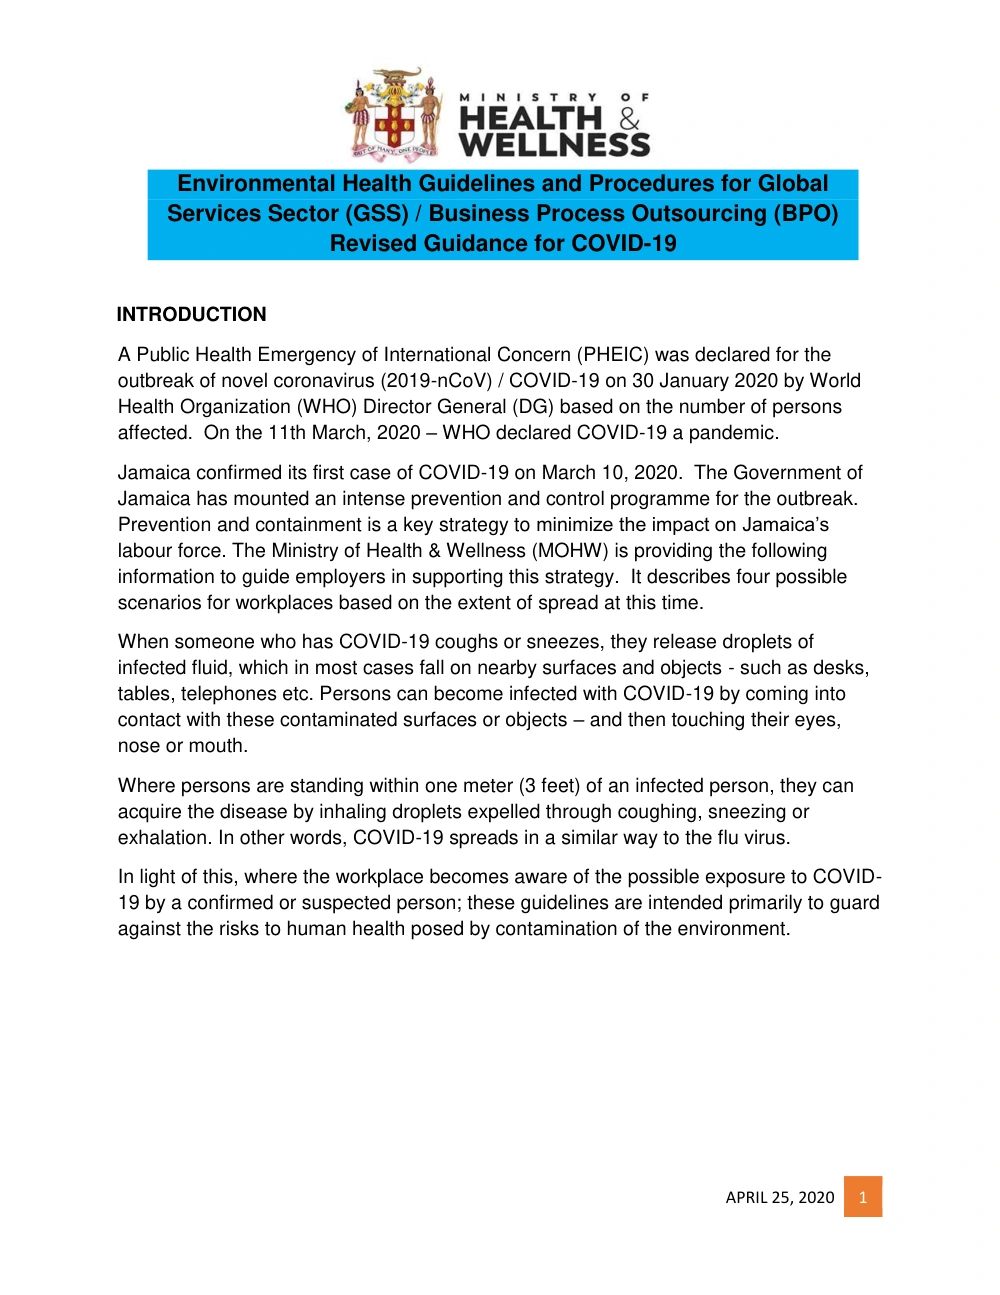 MINISTRY OF
HEALTH &
WELLNESS
OUT OF MANY, ONE PEOPLE
Environmental Health Guidelines and Procedures for Global
Services Sector (GSS) / Business Process Outsourcing (BPO)
Revised Guidance for COVID-19
INTRODUCTION
A Public Health Emergency of International Concern (PHEIC) was declared for the
outbreak of novel coronavirus (2019-nCoV) / COVID-19 on 30 January 2020 by World
Health Organization (WHO) Director General (DG) based on the number of persons
affected.  On the 11th March, 2020 – WHO declared COVID-19 a pandemic.
Jamaica confirmed its first case of COVID-19 on March 10, 2020.  The Government of
Jamaica has mounted an intense prevention and control programme for the outbreak.
Prevention and containment is a key strategy to minimize the impact on Jamaica’s
labour force. The Ministry of Health & Wellness (MOHW) is providing the following
information to guide employers in supporting this strategy.  It describes four possible
scenarios for workplaces based on the extent of spread at this time.
When someone who has COVID-19 coughs or sneezes, they release droplets of
infected fluid, which in most cases fall on nearby surfaces and objects - such as desks,
tables, telephones etc. Persons can become infected with COVID-19 by coming into
contact with these contaminated surfaces or objects – and then touching their eyes,
nose or mouth.
Where persons are standing within one meter (3 feet) of an infected person, they can
acquire the disease by inhaling droplets expelled through coughing, sneezing or
exhalation. In other words, COVID-19 spreads in a similar way to the flu virus.
In light of this, where the workplace becomes aware of the possible exposure to COVID-
19 by a confirmed or suspected person; these guidelines are intended primarily to guard
against the risks to human health posed by contamination of the environment.
APRIL 25, 2020 1